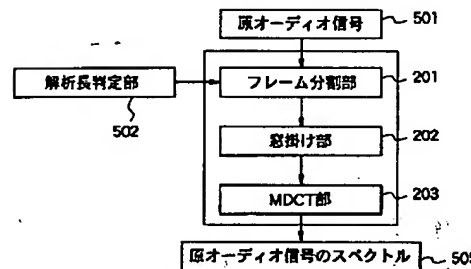 原オーディオ信号 501
解析長判定部 フレーム分割部 201
502
窓掛け部 202
MDCT部 203
原オーディオ信号のスペクトル